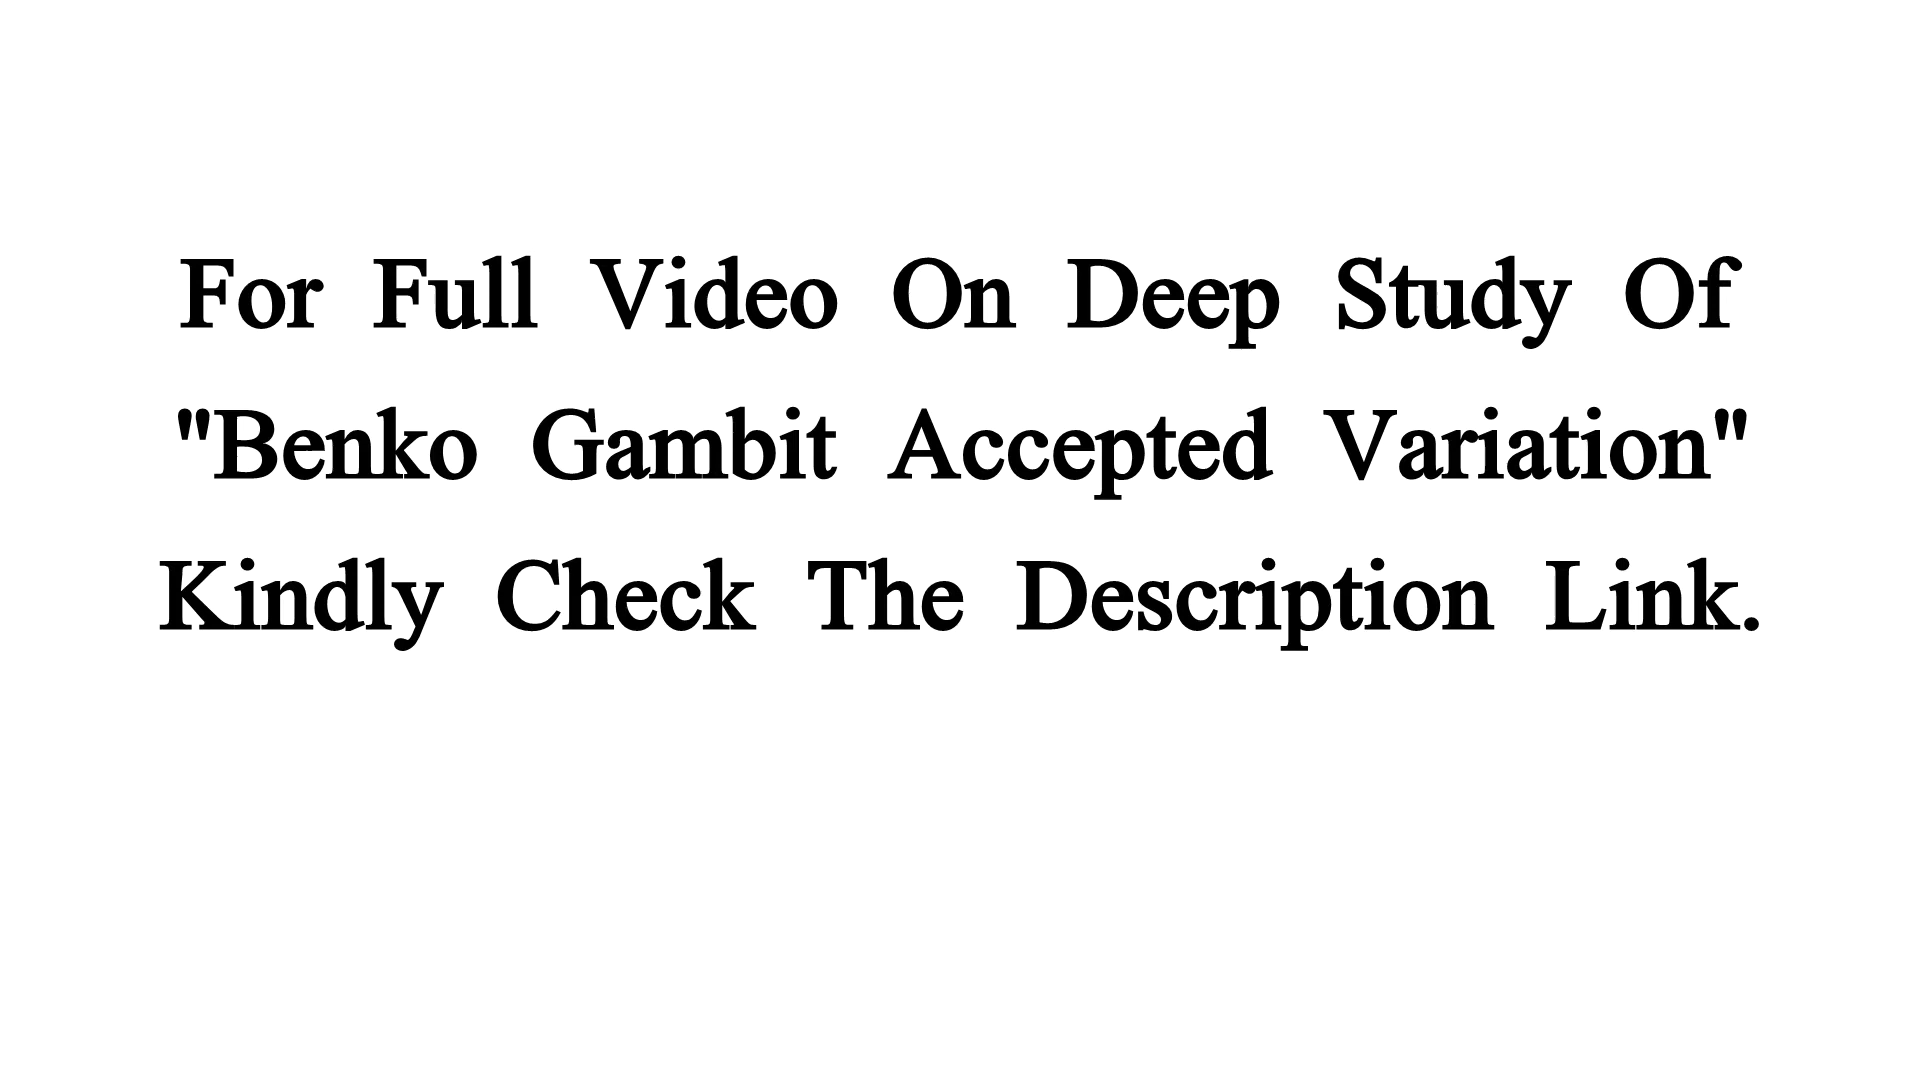 For Full Video On Deep Study Of
"Benko Gambit Accepted Variation"
Kindly Check The Description Link.